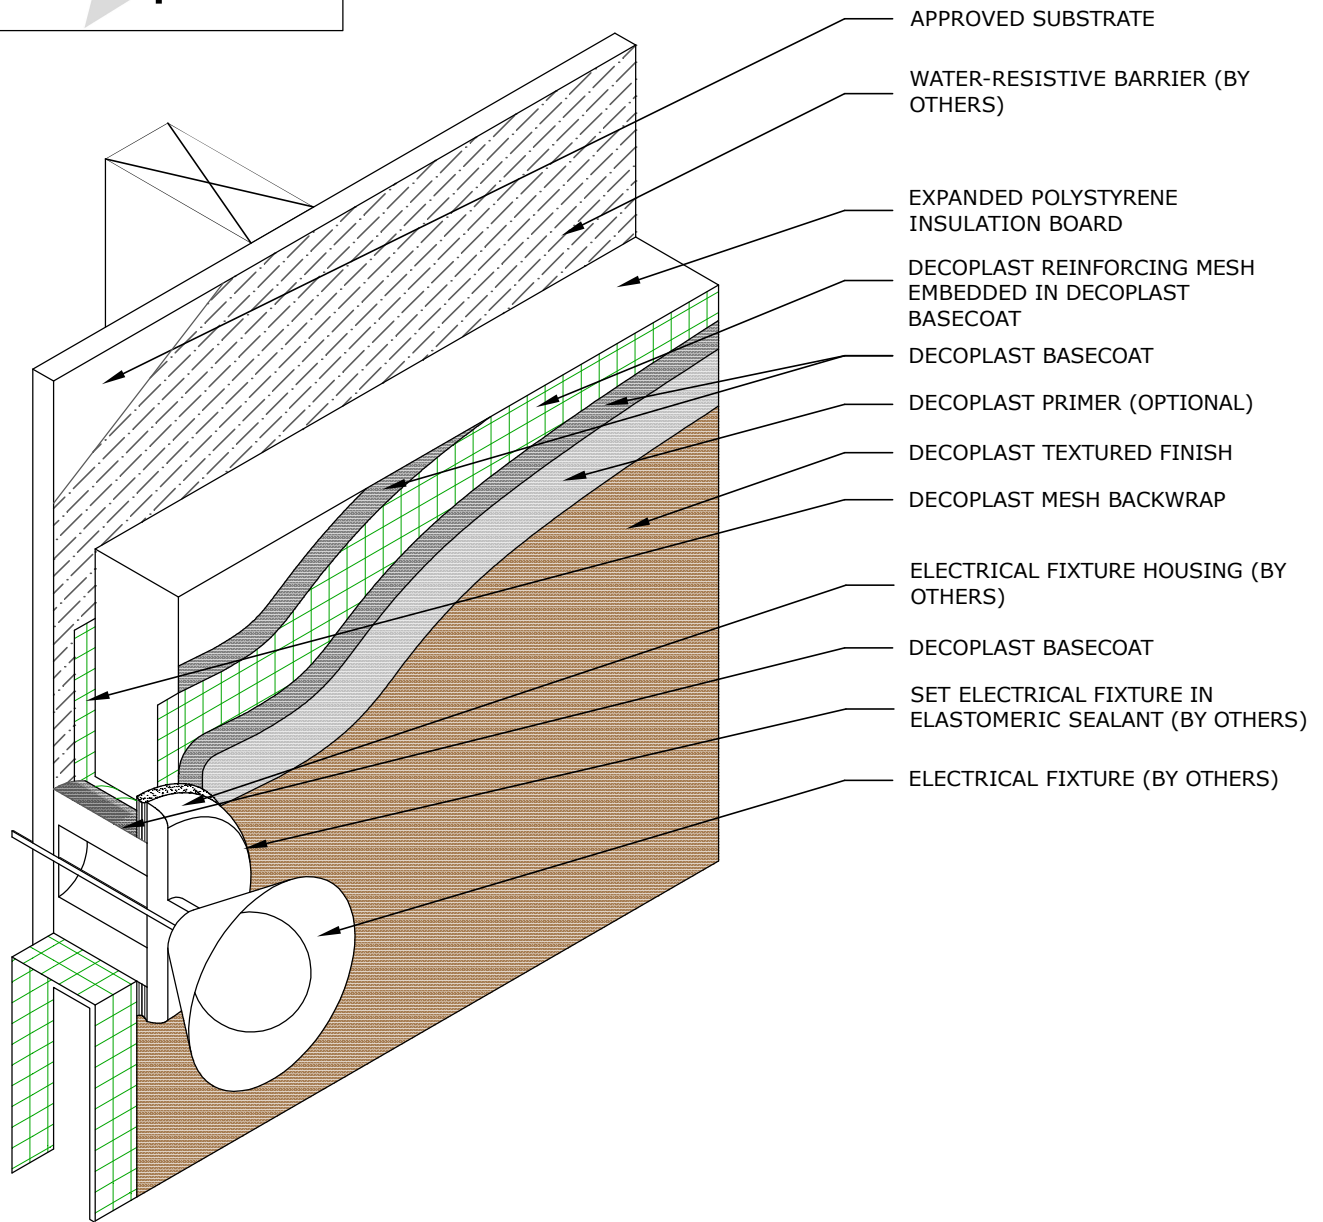 APPROVED SUBSTRATE
WATER-RESISTIVE BARRIER (BY
OTHERS)
EXPANDED POLYSTYRENE
INSULATION BOARD
DECOPLAST REINFORCING MESH
EMBEDDED IN DECOPLAST
BASECOAT
DECOPLAST BASECOAT
DECOPLAST PRIMER (OPTIONAL)
DECOPLAST TEXTURED FINISH
DECOPLAST MESH BACKWRAP
ELECTRICAL FIXTURE HOUSING (BY
OTHERS)
DECOPLAST BASECOAT
SET ELECTRICAL FIXTURE IN
ELASTOMERIC SEALANT (BY OTHERS)
ELECTRICAL FIXTURE (BY OTHERS)